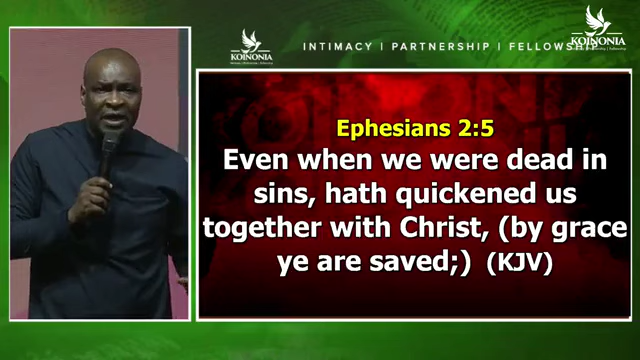 KOINONIA
INTIMACY | PARTNERSHIP | FELLOWSHIP
KOINONIA
Ephesians 2:5
Even when we were dead in
sins, hath quickened us
together with Christ, (by grace
ye are saved;) (KJV)